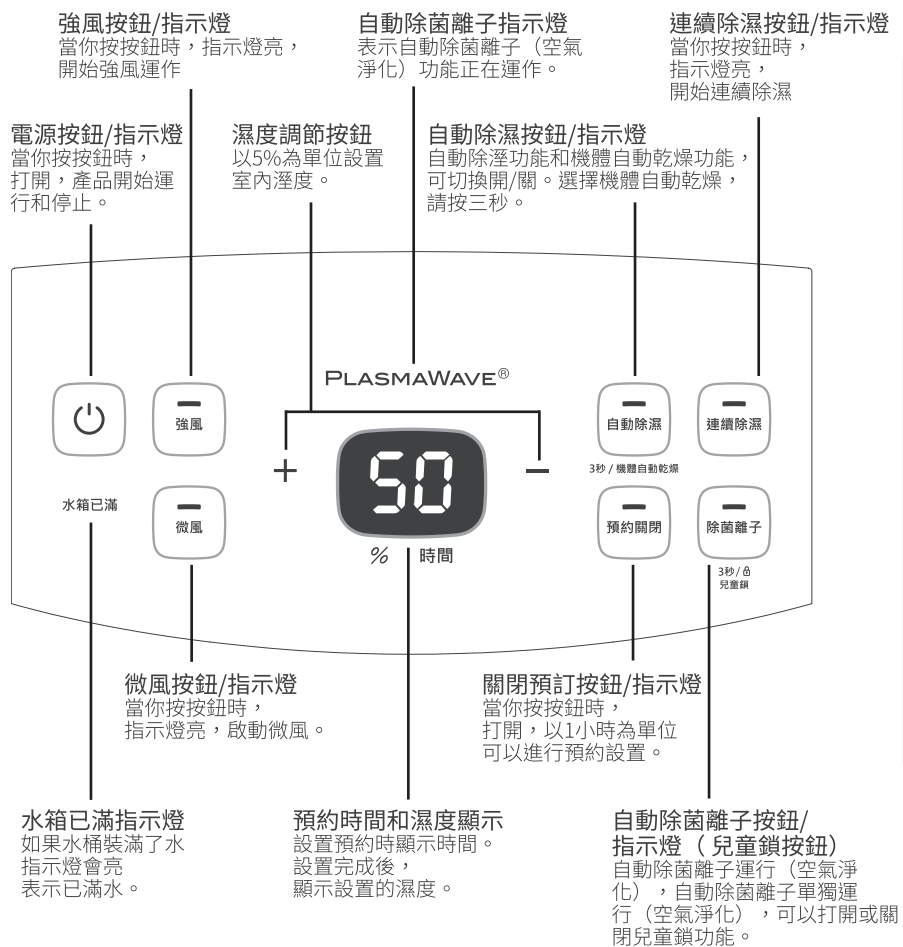 強風按鈕/指示燈
當你按按鈕時，指示燈亮，
開始強風運作
自動除菌離子指示燈
表示自動除菌離子（空氣
淨化）功能正在運作。
連續除濕按鈕/指示燈
當你按按鈕時，
指示燈亮，
開始連續除濕
電源按鈕/指示燈
當你按按鈕時，
打開，產品開始運
行和停止。
濕度調節按鈕
以5%為單位設置
室內溼度。
自動除濕按鈕/指示燈
自動除溼功能和機體自動乾燥功能，
可切換開/關。選擇機體自動乾燥，
請按三秒。
PLASMAWAVE®
強風
自動除濕
連續除濕
+
50
−
3秒 / 機體自動乾燥
水箱已滿
微風
預約關閉
除菌離子
% 時間
3秒 /
兒童鎖
微風按鈕/指示燈
當你按按鈕時，
指示燈亮，啟動微風。
關閉預訂按鈕/指示燈
當你按按鈕時，
打開，以1小時為單位
可以進行預約設置。
水箱已滿指示燈
如果水桶裝滿了水
指示燈會亮
表示已滿水。
預約時間和濕度顯示
設置預約時顯示時間。
設置完成後，
顯示設置的濕度。
自動除菌離子按鈕/
指示燈（ 兒童鎖按鈕）
自動除菌離子運行（空氣淨
化），自動除菌離子單獨運
行（空氣淨化），可以打開或關
閉兒童鎖功能。